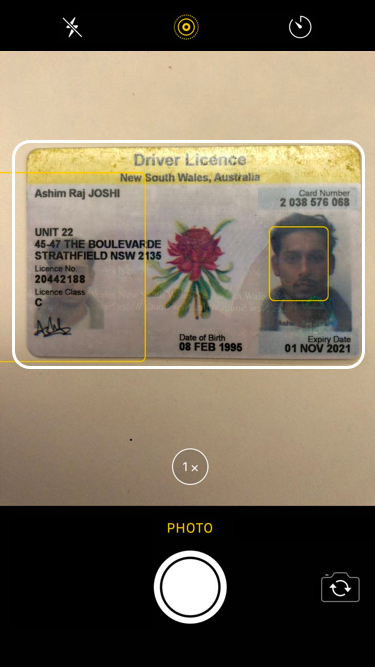 Driver Licence
New South Wales, Australia
Ashim Raj JOSHI
Card Number
2 038 576 068
UNIT 22
45-47 THE BOULEVARDE
STRATHFIELD NSW 2135
Licence No.
20442188
Licence Class
C
Date of Birth
08 FEB 1995
Expiry Date
01 NOV 2021
1×
PHOTO